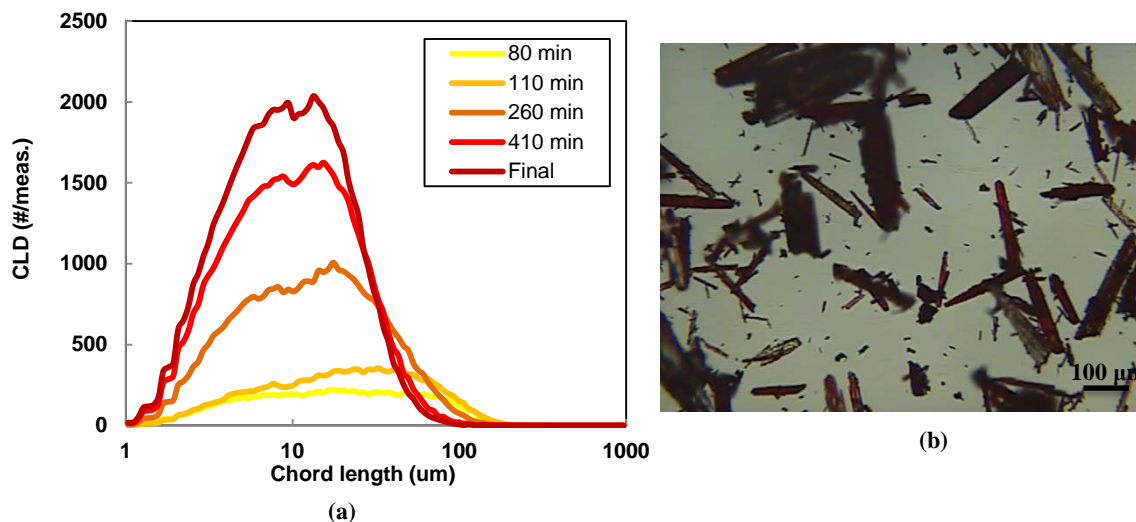 2500
2000
1500
1000
500
0
CLD (#/meas.)
80 min
110 min
260 min
410 min
Final
1
10
100
1000
Chord length (um)
(a)
100 µm
(b)